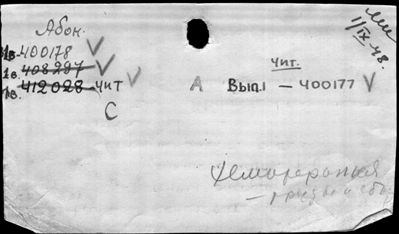 Абон.
1в. 400178 V
1в. 408297 V
1в. 412028 чит V
С
чит.
А Вып.1 — 400177 V
1/IX-48.